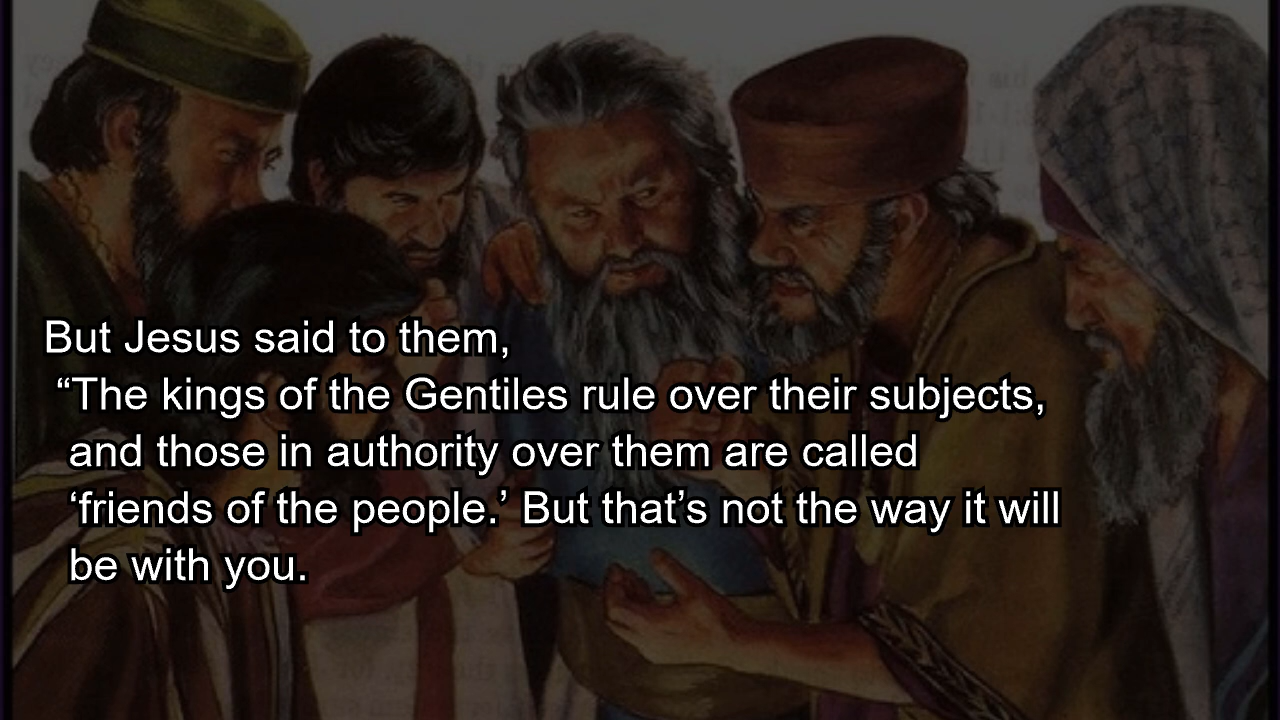 But Jesus said to them,
“The kings of the Gentiles rule over their subjects,
and those in authority over them are called
‘friends of the people.’ But that’s not the way it will
be with you.